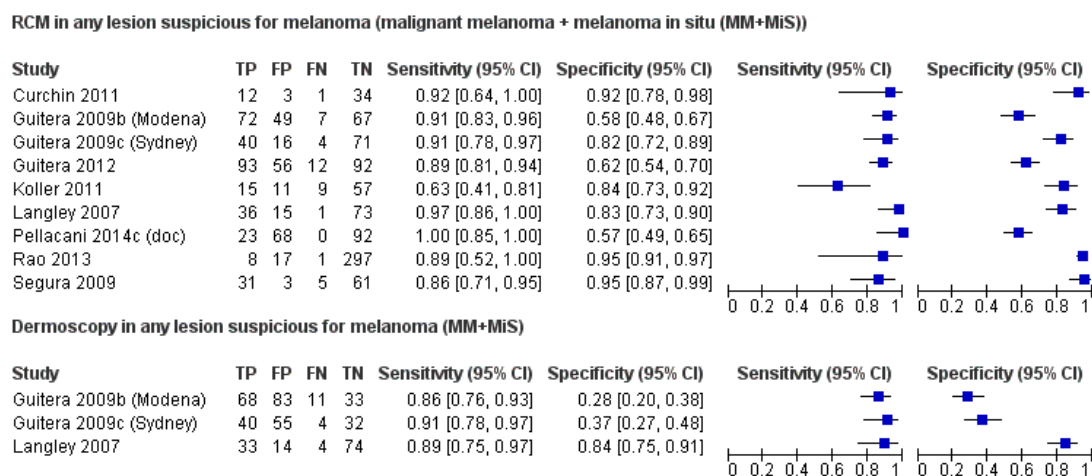 RCM in any lesion suspicious for melanoma (malignant melanoma + melanoma in situ (MM+MiS))
Study TP FP FN TN Sensitivity (95% CI) Specificity (95% CI) Sensitivity (95% CI) Specificity (95% CI)
Curchin 2011 12 3 1 34 0.92 [0.64, 1.00] 0.92 [0.78, 0.98]
Guitera 2009b (Modena) 72 49 7 67 0.91 [0.83, 0.96] 0.58 [0.48, 0.67]
Guitera 2009c (Sydney) 40 16 4 71 0.91 [0.78, 0.97] 0.82 [0.72, 0.89]
Guitera 2012 93 56 12 92 0.89 [0.81, 0.94] 0.62 [0.54, 0.70]
Koller 2011 15 11 9 57 0.63 [0.41, 0.81] 0.84 [0.73, 0.92]
Langley 2007 36 15 1 73 0.97 [0.86, 1.00] 0.83 [0.73, 0.90]
Pellacani 2014c (doc) 23 68 0 92 1.00 [0.85, 1.00] 0.57 [0.49, 0.65]
Rao 2013 8 17 1 297 0.89 [0.52, 1.00] 0.95 [0.91, 0.97]
Segura 2009 31 3 5 61 0.86 [0.71, 0.95] 0.95 [0.87, 0.99]
0 0.2 0.4 0.6 0.8 1 0 0.2 0.4 0.6 0.8 1
Dermoscopy in any lesion suspicious for melanoma (MM+MiS)
Study TP FP FN TN Sensitivity (95% CI) Specificity (95% CI) Sensitivity (95% CI) Specificity (95% CI)
Guitera 2009b (Modena) 68 83 11 33 0.86 [0.76, 0.93] 0.28 [0.20, 0.38]
Guitera 2009c (Sydney) 40 55 4 32 0.91 [0.78, 0.97] 0.37 [0.27, 0.48]
Langley 2007 33 14 4 74 0.89 [0.75, 0.97] 0.84 [0.75, 0.91]
0 0.2 0.4 0.6 0.8 1 0 0.2 0.4 0.6 0.8 1